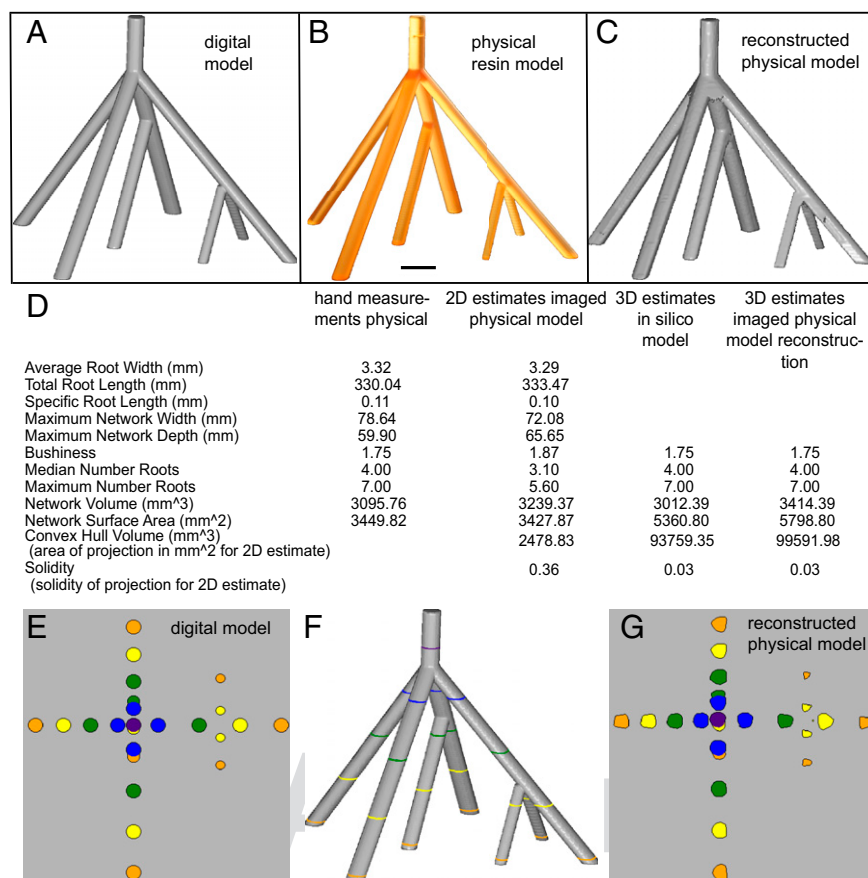 A
digital
model
B
physical
resin model
C
reconstructed
physical model
D
hand measure-
ments physical
2D estimates imaged
physical model
3D estimates
in silico
model
3D estimates
imaged physical
model reconstruc-
tion
Average Root Width (mm) 3.32 3.29
Total Root Length (mm) 330.04 333.47
Specific Root Length (mm) 0.11 0.10
Maximum Network Width (mm) 78.64 72.08
Maximum Network Depth (mm) 59.90 65.65
Bushiness 1.75 1.87 1.75 1.75
Median Number Roots 4.00 3.10 4.00 4.00
Maximum Number Roots 7.00 5.60 7.00 7.00
Network Volume (mm^3) 3095.76 3239.37 3012.39 3414.39
Network Surface Area (mm^2) 3449.82 3427.87 5360.80 5798.80
Convex Hull Volume (mm^3) 2478.83 93759.35 99591.98
(area of projection in mm^2 for 2D estimate)
Solidity 0.36 0.03 0.03
(solidity of projection for 2D estimate)
E
digital model
F
G
reconstructed
physical model